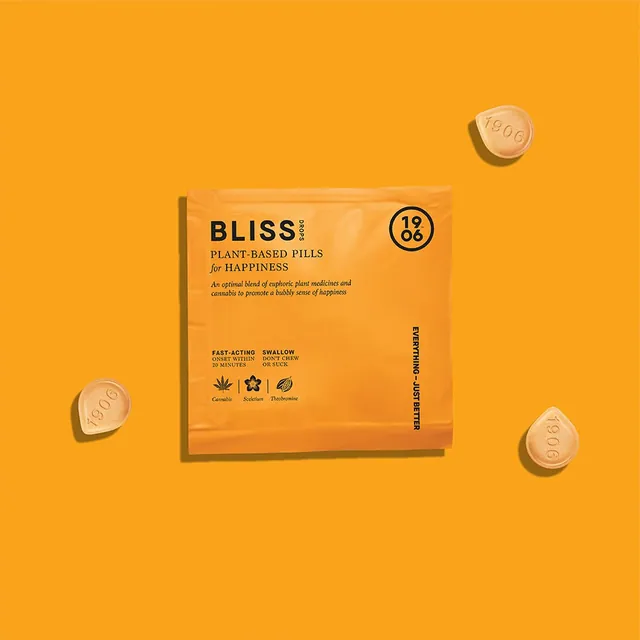 1906
BLISS DROPS
19
06
PLANT-BASED PILLS
for HAPPINESS
An optimal blend of euphoric plant medicines and
cannabis to promote a bubbly sense of happiness
EVERYTHING – JUST BETTER
FAST-ACTING
ONSET WITHIN
20 MINUTES
SWALLOW
DON'T CHEW
OR SUCK
Cannabis
Sceletium
Theobromine
1906
1906